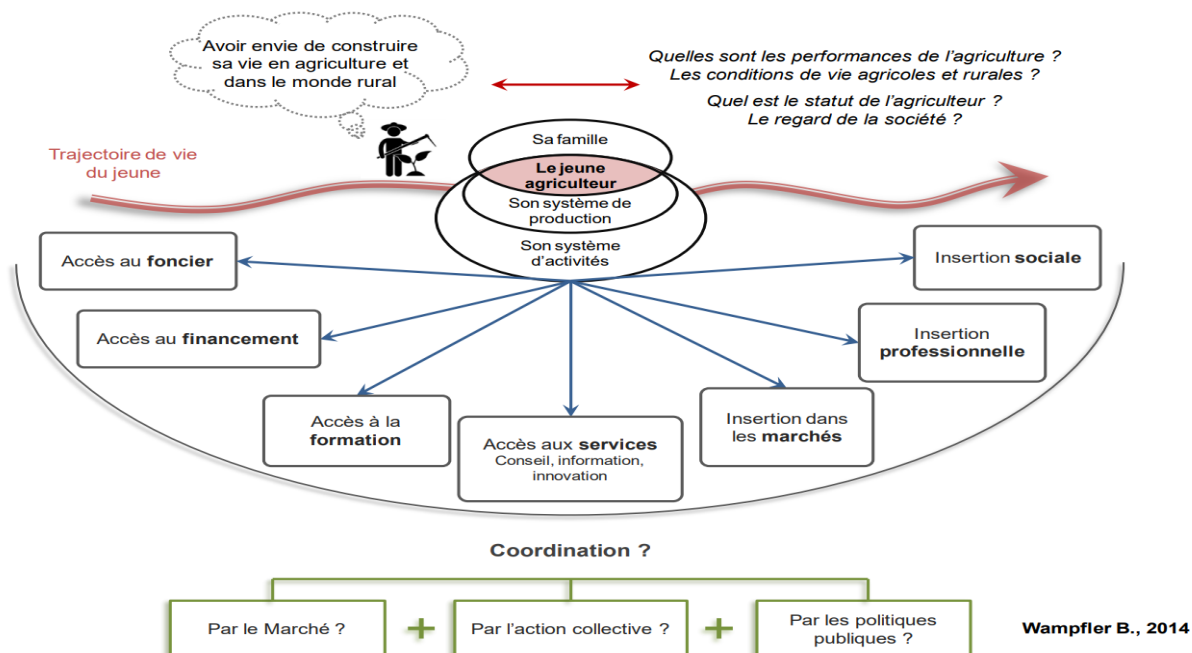 Avoir envie de construire
sa vie en agriculture et
dans le monde rural
Quelles sont les performances de l'agriculture ?
Les conditions de vie agricoles et rurales ?
Quel est le statut de l'agriculteur ?
Le regard de la société ?
Trajectoire de vie
du jeune
Sa famille
Le jeune
agriculteur
Son système de
production
Son système
d'activités
Accès au foncier
Insertion sociale
Accès au financement
Insertion
professionnelle
Accès à la
formation
Accès aux services
Conseil, information,
innovation
Insertion dans
les marchés
Coordination ?
Par le Marché ?
+
Par l'action collective ?
+
Par les politiques
publiques ?
Wampfler B., 2014